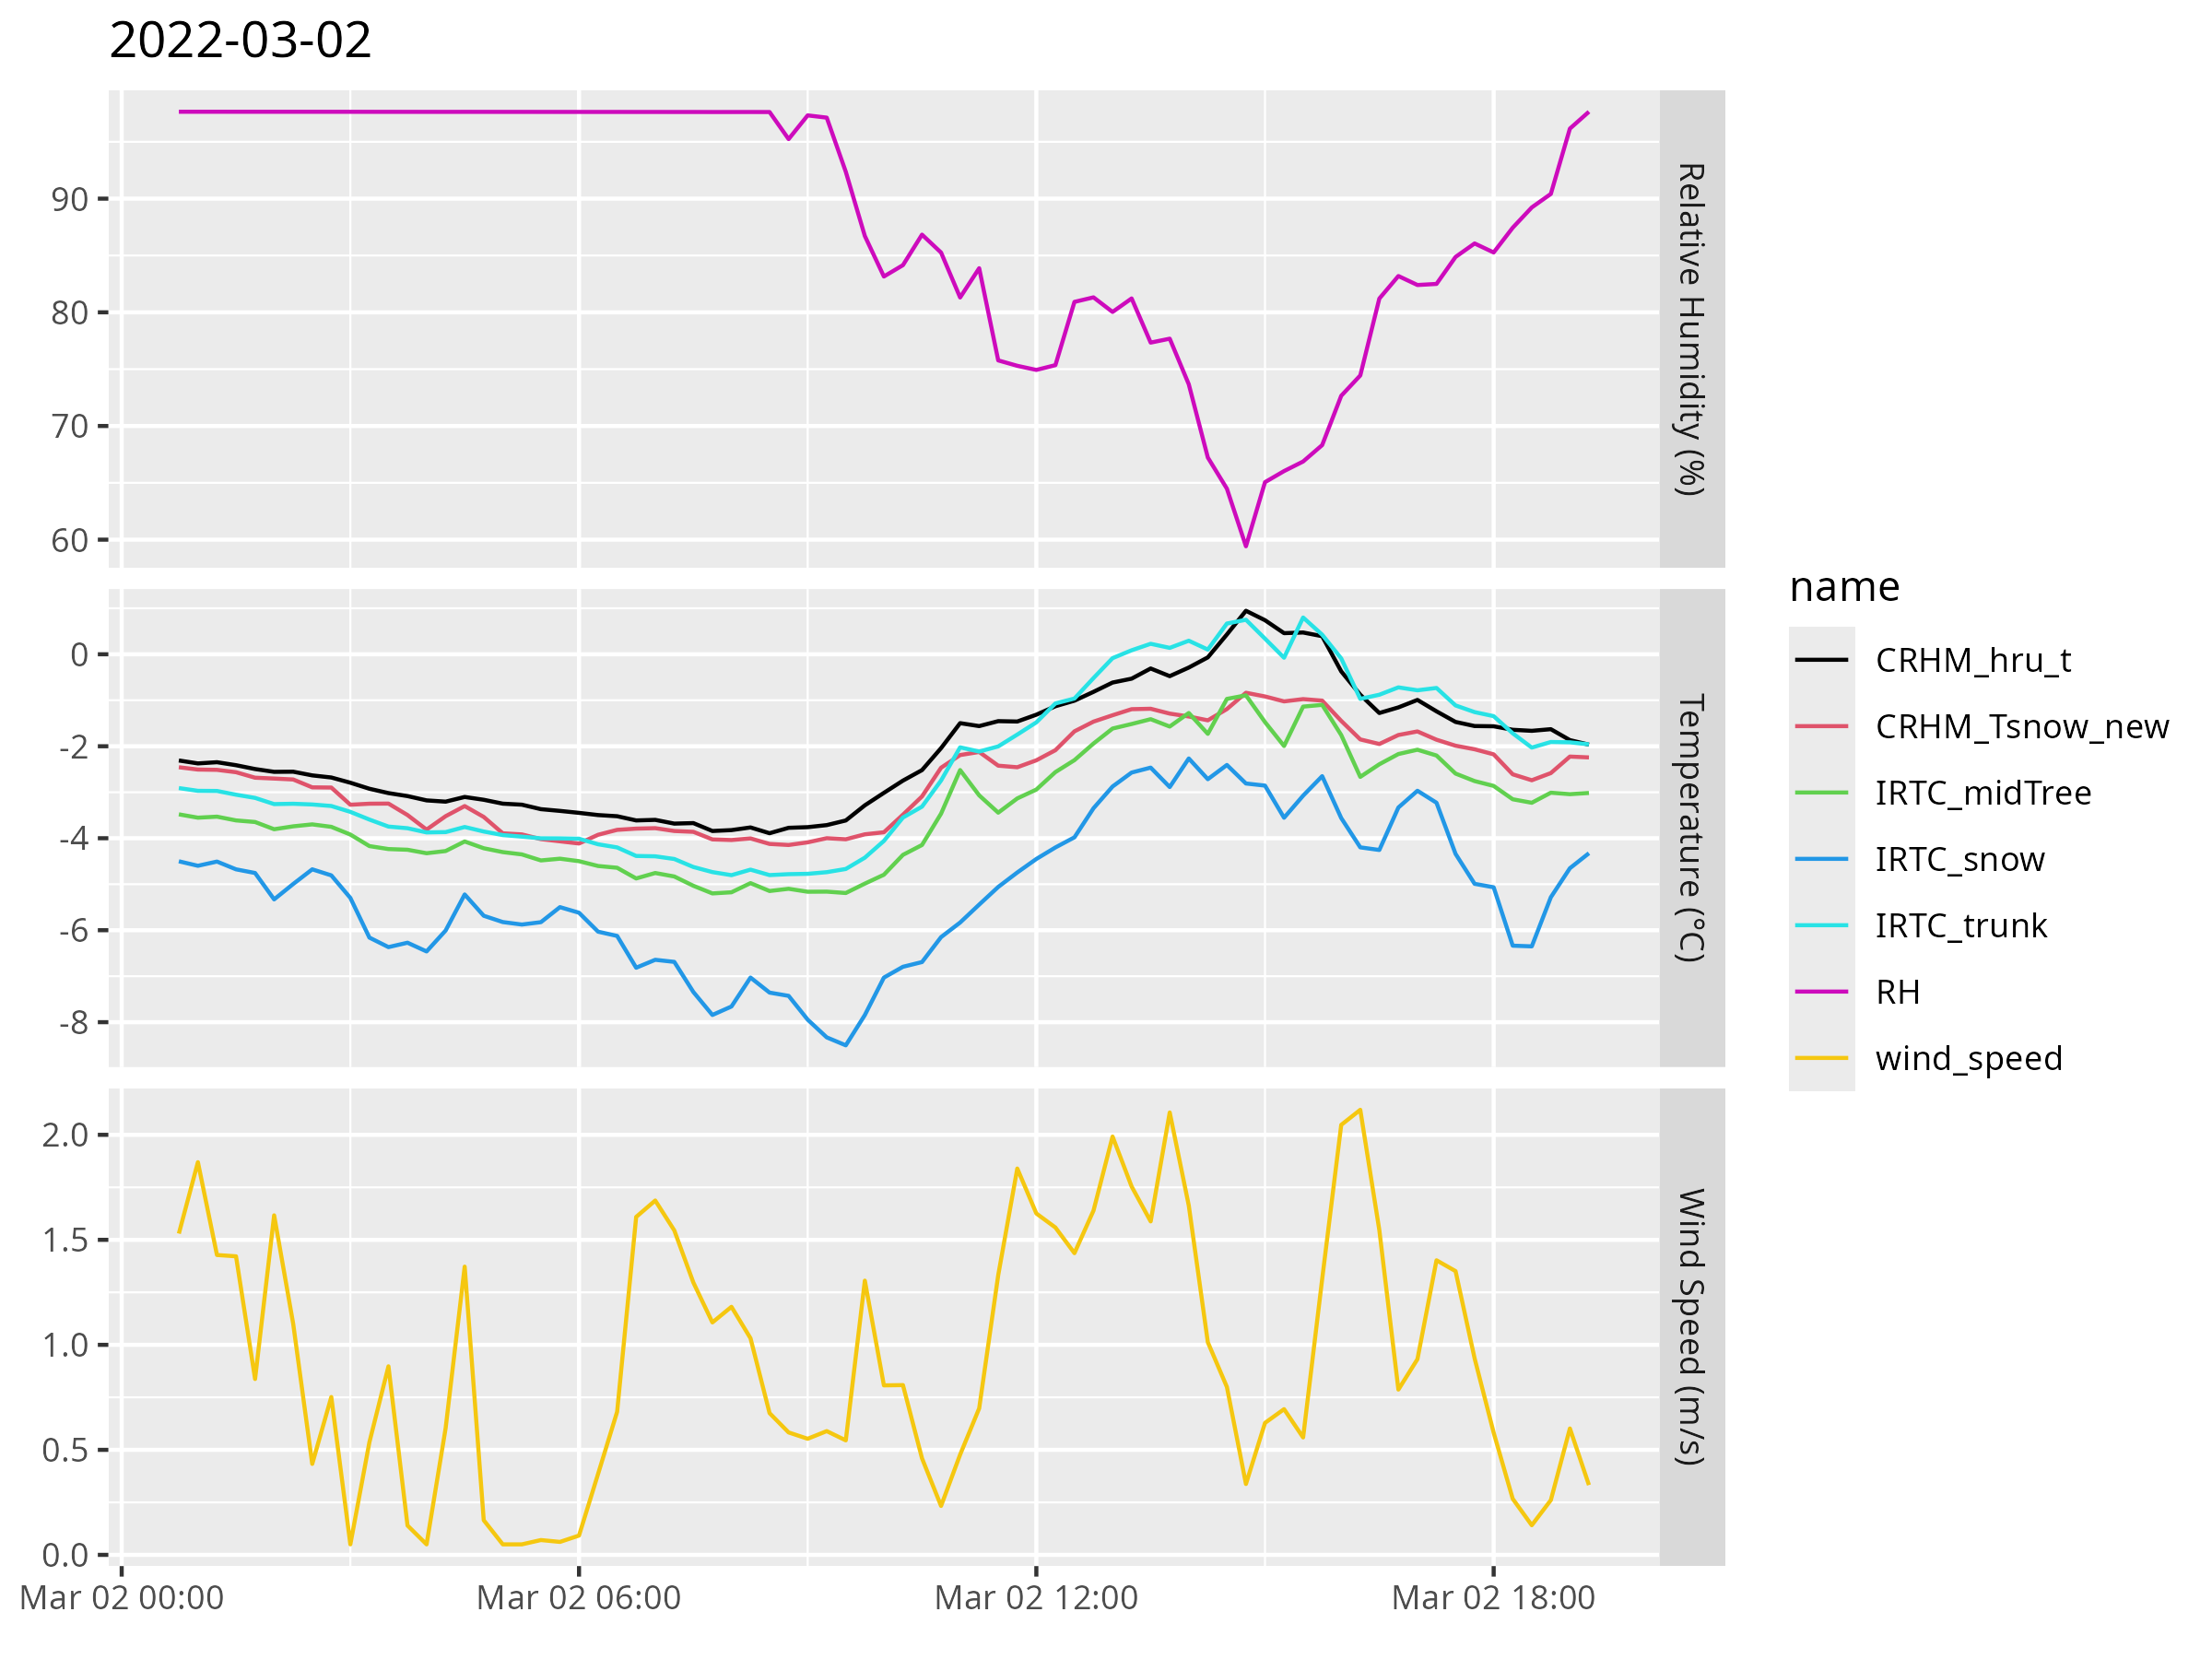 2022-03-02
90
80
70
60
Relative Humidity (%)
0
-2
-4
-6
-8
Temperature (°C)
2.0
1.5
1.0
0.5
0.0
Wind Speed (m/s)
Mar 02 00:00
Mar 02 06:00
Mar 02 12:00
Mar 02 18:00
name
CRHM_hru_t
CRHM_Tsnow_new
IRTC_midTree
IRTC_snow
IRTC_trunk
RH
wind_speed